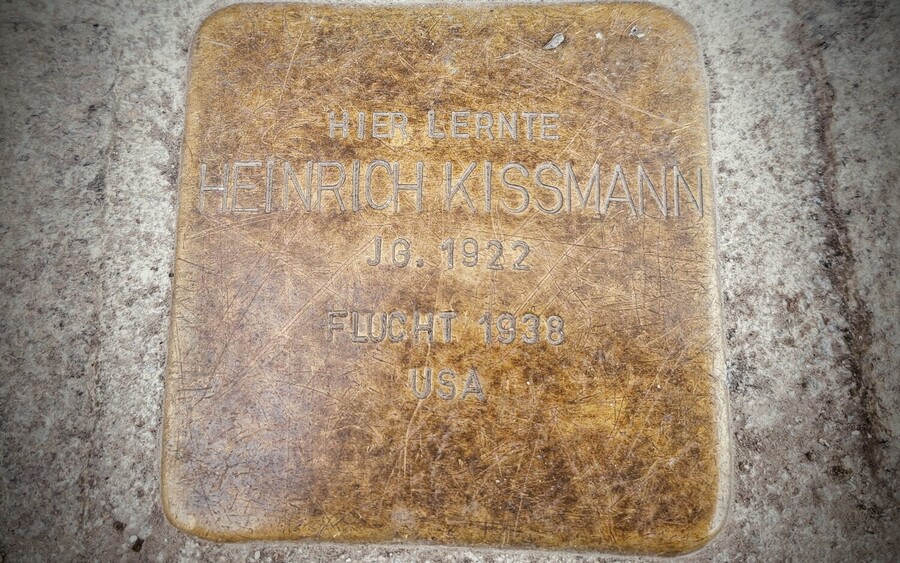 HIER LERNTE
HEINRICH KISSMANN
JG. 1922
FLUCHT 1938
USA